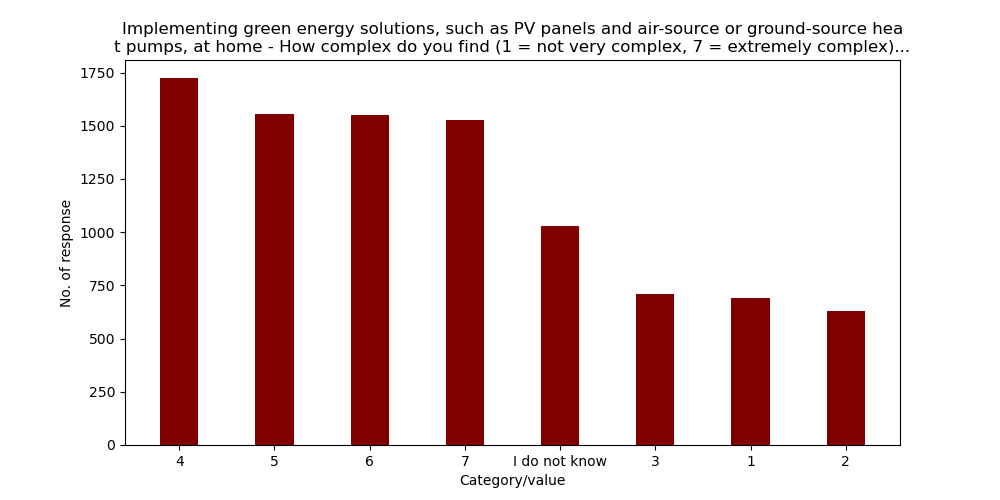 Implementing green energy solutions, such as PV panels and air-source or ground-source hea
t pumps, at home - How complex do you find (1 = not very complex, 7 = extremely complex)...
No. of response
1750
1500
1250
1000
750
500
250
0
4 5 6 7 I do not know 3 1 2
Category/value